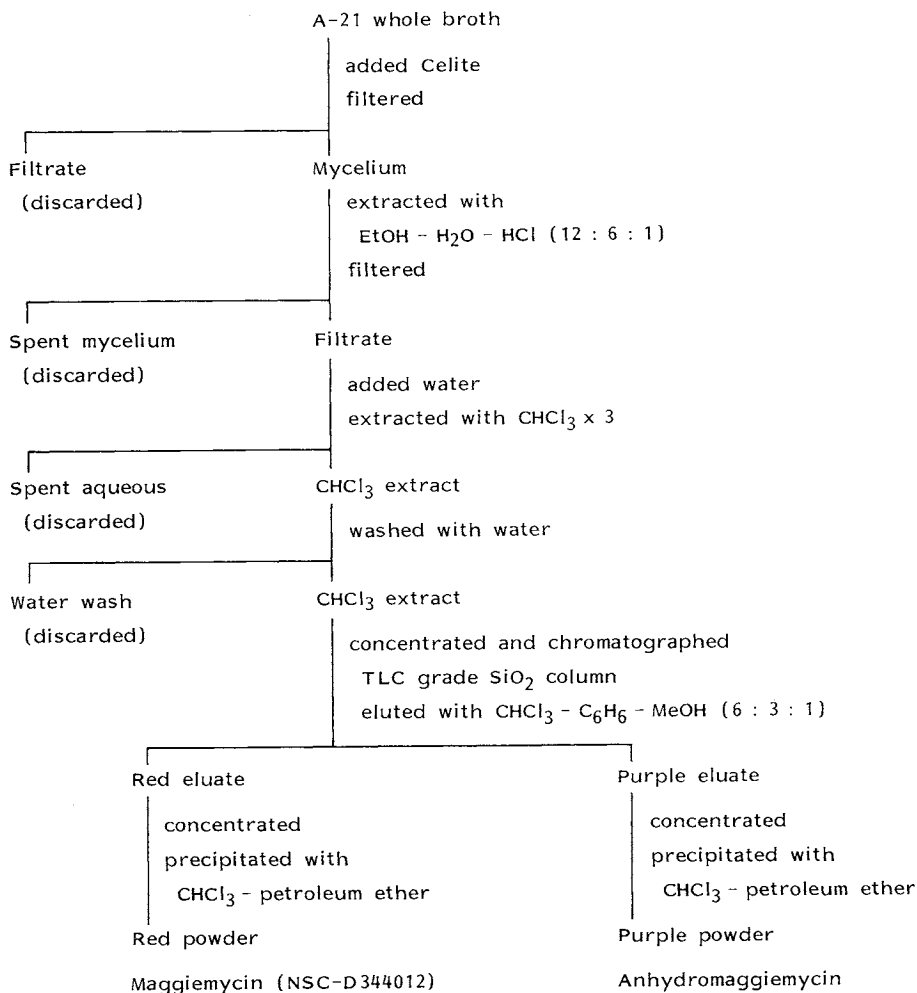 A-21 whole broth
added Celite
filtered
Filtrate
(discarded)
Mycelium
extracted with
EtOH - H₂O - HCl (12 : 6 : 1)
filtered
Spent mycelium
(discarded)
Filtrate
added water
extracted with CHCl₃ x 3
Spent aqueous
(discarded)
CHCl₃ extract
washed with water
Water wash
(discarded)
CHCl₃ extract
concentrated and chromatographed
TLC grade SiO₂ column
eluted with CHCl₃ - C₆H₆ - MeOH (6 : 3 : 1)
Red eluate
concentrated
precipitated with
CHCl₃ - petroleum ether
Red powder
Maggiemycin (NSC-D344012)
Purple eluate
concentrated
precipitated with
CHCl₃ - petroleum ether
Purple powder
Anhydromaggiemycin